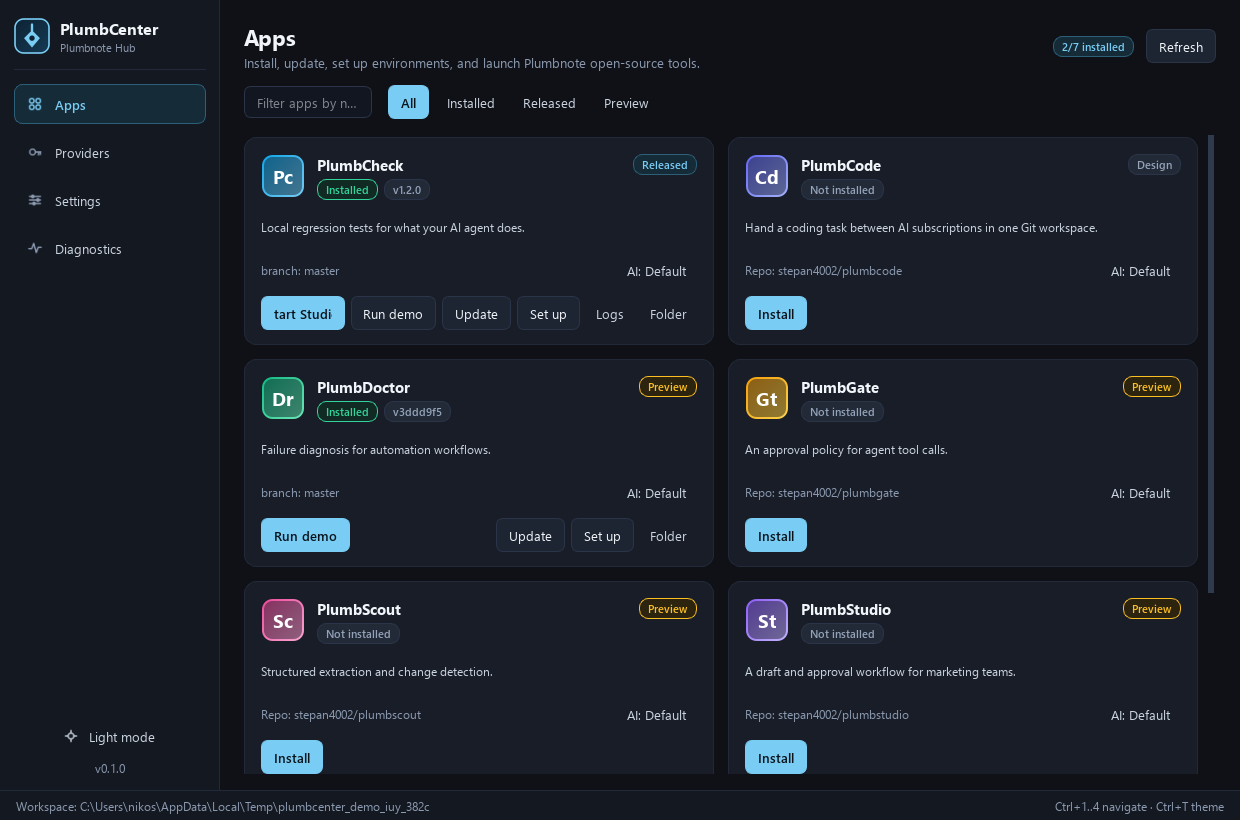 PlumbCenter
Plumbnote Hub
Apps
Providers
Settings
Diagnostics
Light mode
v0.1.0
Apps
Install, update, set up environments, and launch Plumbnote open-source tools.
2/7 installed
Refresh
Filter apps by n...
All
Installed
Released
Preview
Pc
PlumbCheck
Released
Installed
v1.2.0
Local regression tests for what your AI agent does.
branch: master
AI: Default
tart Studi
Run demo
Update
Set up
Logs
Folder
Cd
PlumbCode
Design
Not installed
Hand a coding task between AI subscriptions in one Git workspace.
Repo: stepan4002/plumbcode
AI: Default
Install
Dr
PlumbDoctor
Preview
Installed
v3ddd9f5
Failure diagnosis for automation workflows.
branch: master
AI: Default
Run demo
Update
Set up
Folder
Gt
PlumbGate
Preview
Not installed
An approval policy for agent tool calls.
Repo: stepan4002/plumbgate
AI: Default
Install
Sc
PlumbScout
Preview
Not installed
Structured extraction and change detection.
Repo: stepan4002/plumbscout
AI: Default
Install
St
PlumbStudio
Preview
Not installed
A draft and approval workflow for marketing teams.
Repo: stepan4002/plumbstudio
AI: Default
Install
Workspace: C:\Users\nikos\AppData\Local\Temp\plumbcenter_demo_iuy_382c
Ctrl+1..4 navigate · Ctrl+T theme